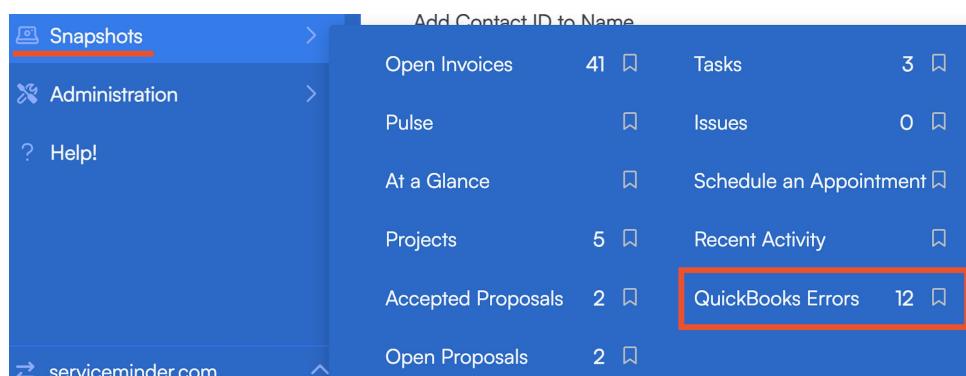 Add Contact ID to Name
Snapshots
Administration
Help!
serviceminder.com
Open Invoices 41
Pulse
At a Glance
Projects 5
Accepted Proposals 2
Open Proposals 2
Tasks 3
Issues 0
Schedule an Appointment
Recent Activity
QuickBooks Errors 12